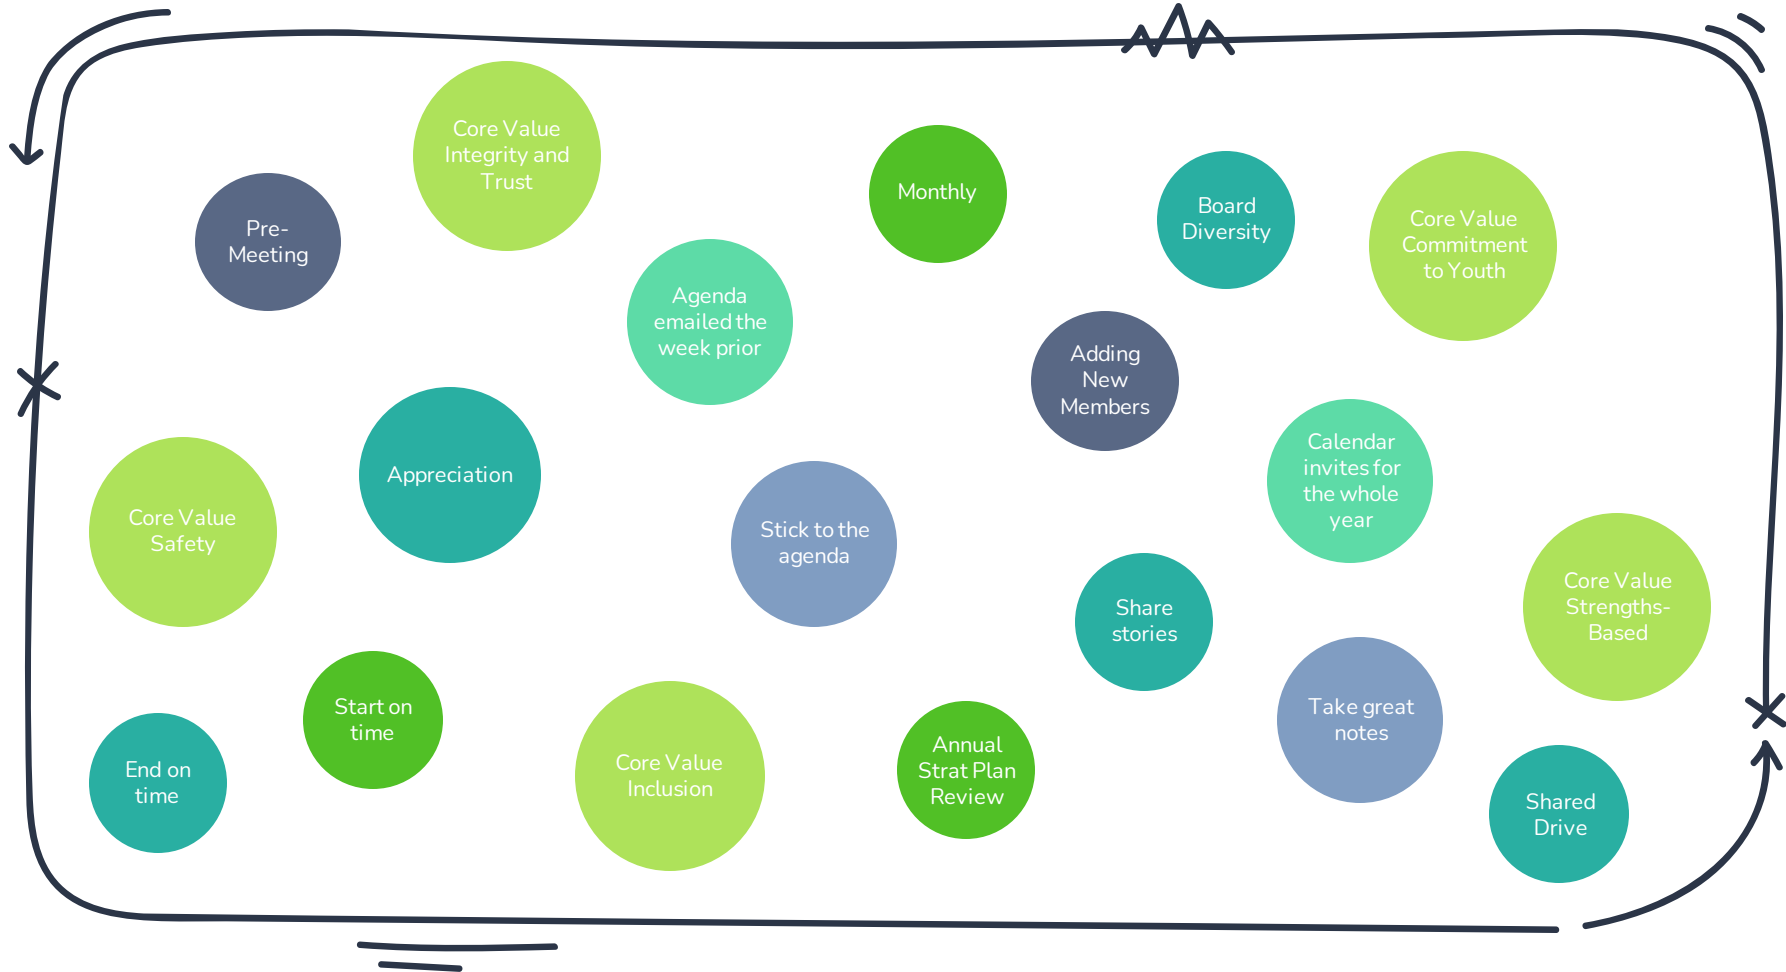 Core Value
Integrity and
Trust
Monthly
Board
Diversity
Core Value
Commitment
to Youth
Pre-
Meeting
Agenda
emailed the
week prior
Adding
New
Members
Appreciation
Calendar
invites for
the whole
year
Core Value
Safety
Stick to the
agenda
Share
stories
Core Value
Strengths-
Based
Start on
time
Take great
notes
End on
time
Core Value
Inclusion
Annual
Strat Plan
Review
Shared
Drive